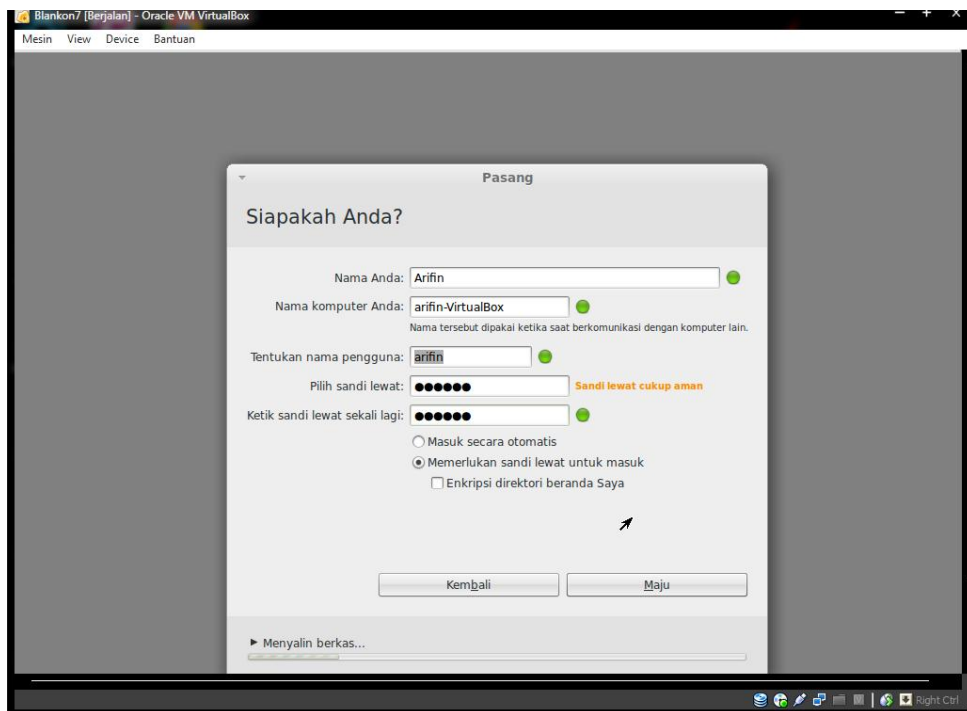 Blankon7 [Berjalan] - Oracle VM VirtualBox
Mesin View Device Bantuan
Pasang
Siapakah Anda?
Nama Anda: Arifin
Nama komputer Anda: arifin-VirtualBox
Nama tersebut dipakai ketika saat berkomunikasi dengan komputer lain.
Tentukan nama pengguna: arifin
Pilih sandi lewat: ●●●●●● Sandi lewat cukup aman
Ketik sandi lewat sekali lagi: ●●●●●●
Masuk secara otomatis
Memerlukan sandi lewat untuk masuk
Enkripsi direktori beranda Saya
Kembali Maju
Menyalin berkas...
Right Ctrl